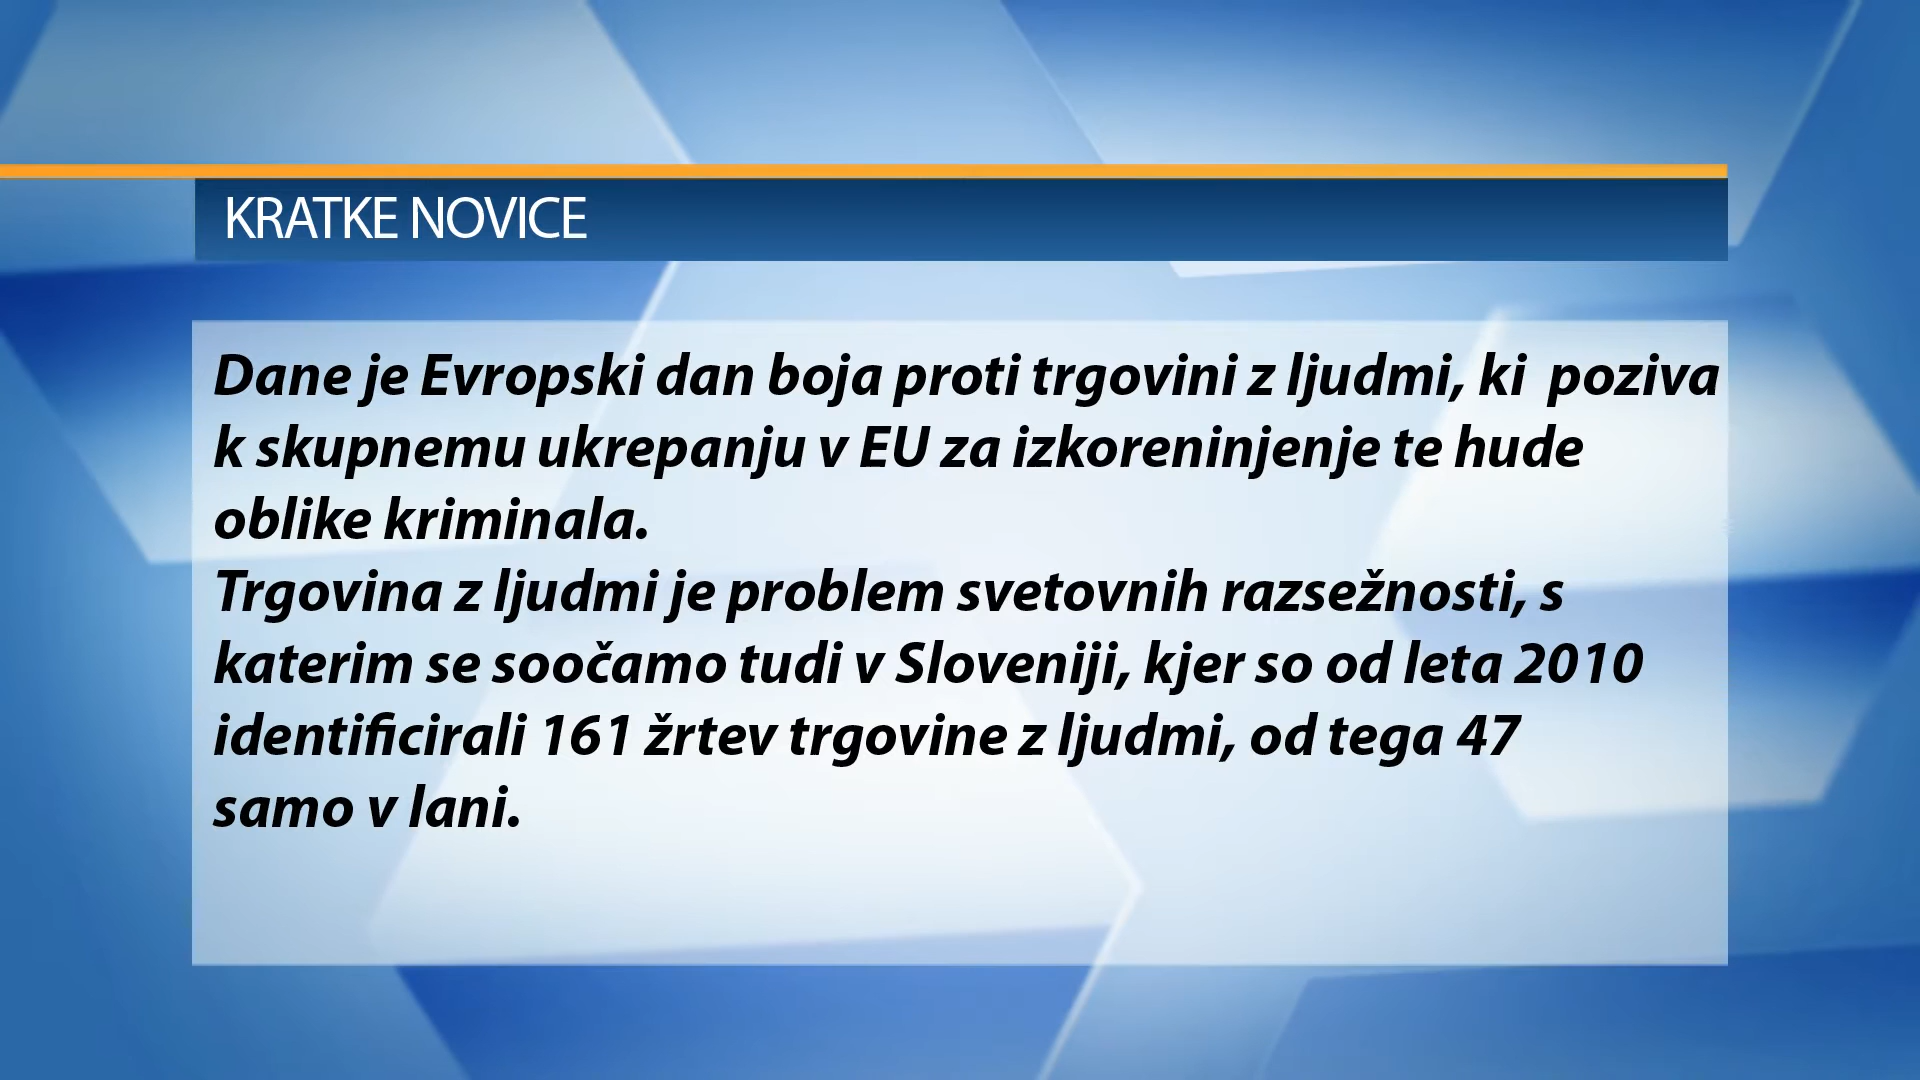 KRATKE NOVICE
Dane je Evropski dan boja proti trgovini z ljudmi, ki  poziva
k skupnemu ukrepanju v EU za izkoreninjenje te hude
oblike kriminala.
Trgovina z ljudmi je problem svetovnih razsežnosti, s
katerim se soočamo tudi v Sloveniji, kjer so od leta 2010
identificirali 161 žrtev trgovine z ljudmi, od tega 47
samo v lani.